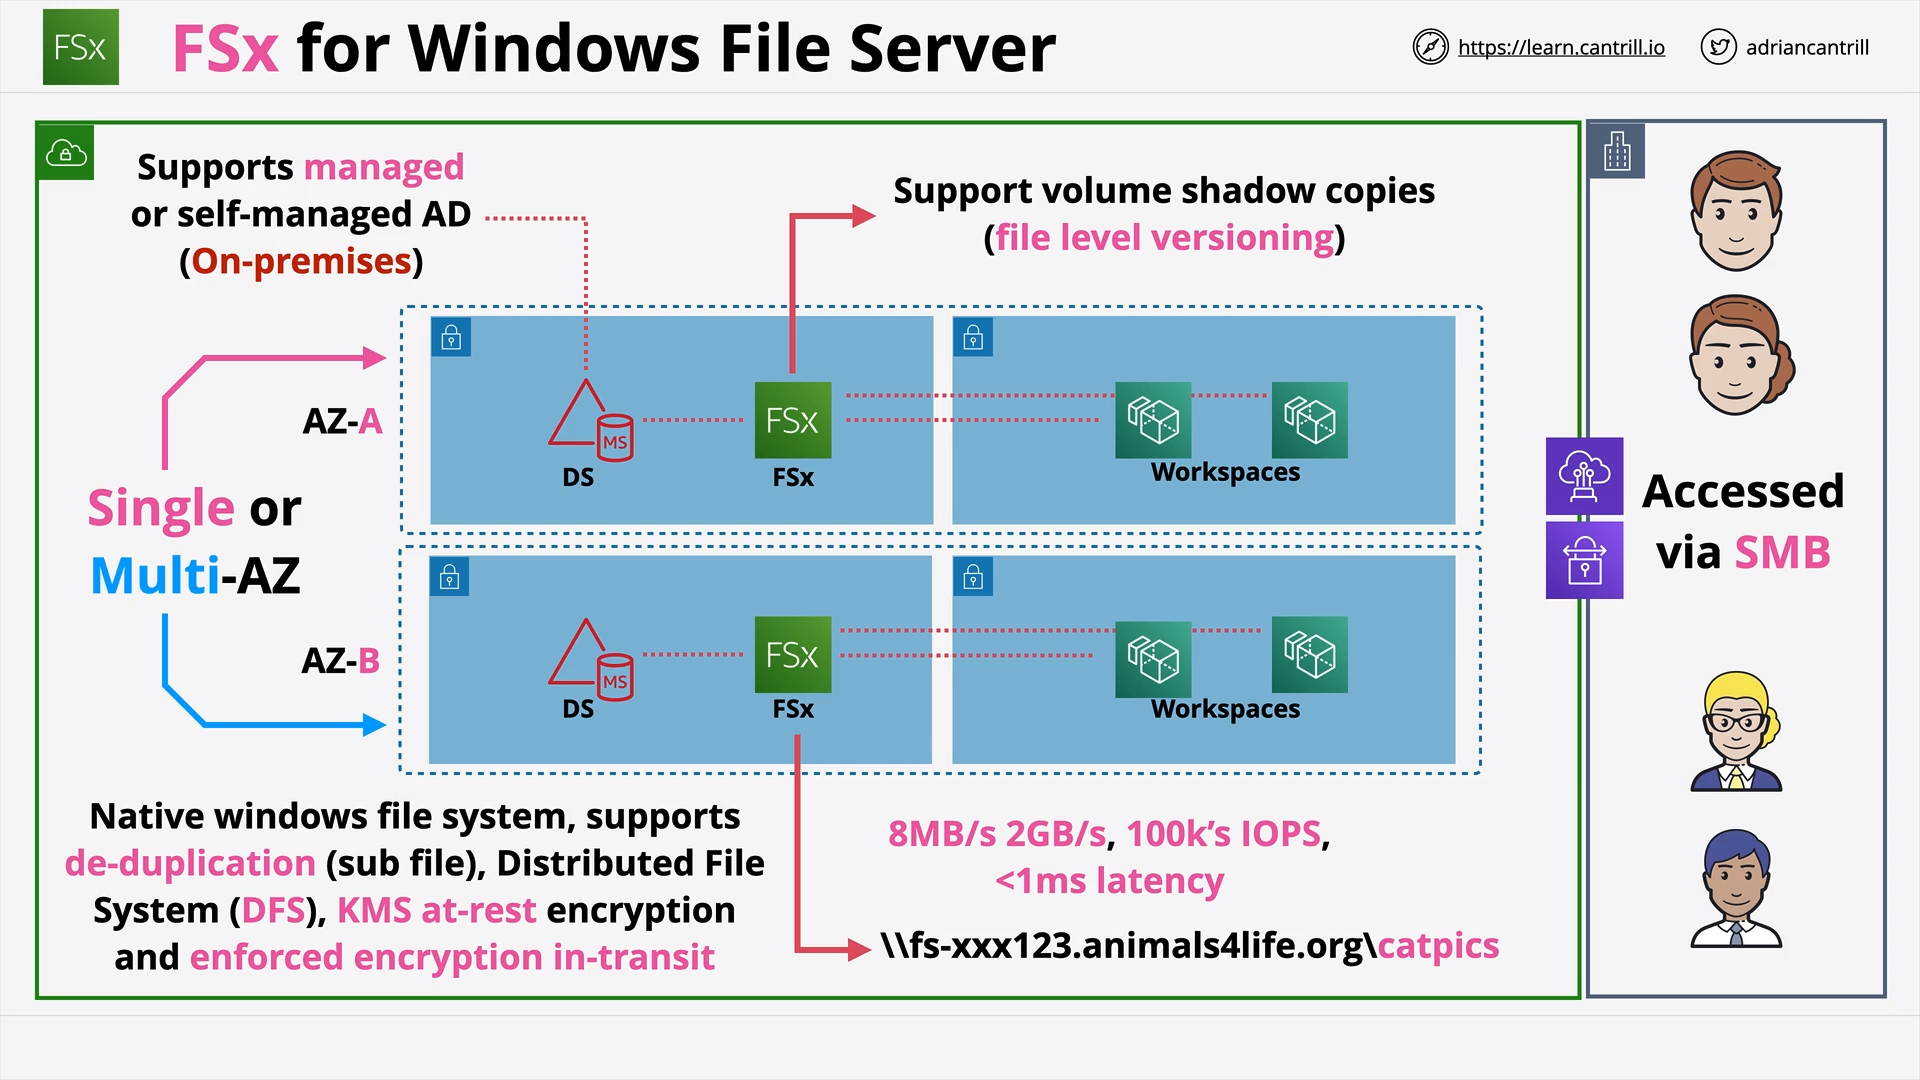 FSx
FSx for Windows File Server
https://learn.cantrill.io
adriancantrill
Supports managed
or self-managed AD
(On-premises)
Support volume shadow copies
(file level versioning)
AZ-A
MS
DS
FSx
FSx
Workspaces
Single or
Multi-AZ
AZ-B
MS
DS
FSx
FSx
Workspaces
Accessed
via SMB
Native windows file system, supports
de-duplication (sub file), Distributed File
System (DFS), KMS at-rest encryption
and enforced encryption in-transit
8MB/s 2GB/s, 100k’s IOPS,
<1ms latency
\\fs-xxx123.animals4life.org\catpics